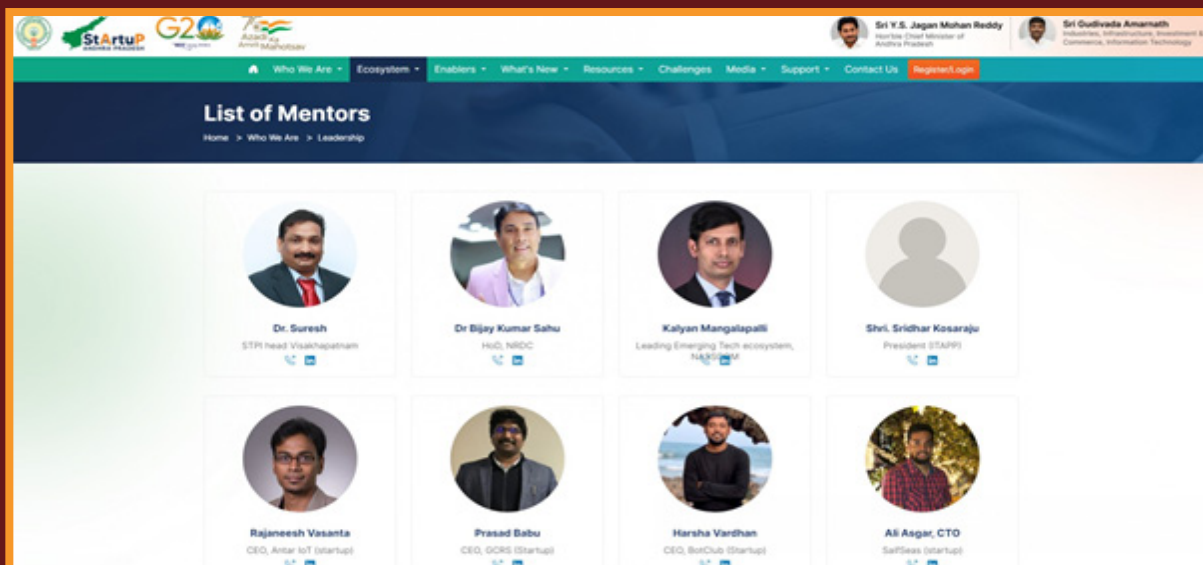 StArtuP
ANDHRA PRADESH
G20
Azadi Ka
Amrit Mahotsav
Sri Y.S. Jagan Mohan Reddy
Hon'ble Chief Minister of
Andhra Pradesh
Sri Gudivada Amarnath
Industries, Infrastructure, Investment &
Commerce, Information Technology
Who We Are
Ecosystem
Enablers
What's New
Resources
Challenges
Media
Support
Contact Us
Register/Login
List of Mentors
Home > Who We Are > Leadership
Dr. Suresh
STPI head Visakhapatnam
Dr Bijay Kumar Sahu
HoD, NRDC
Kalyan Mangalapalli
Leading Emerging Tech ecosystem,
NASSCOM
Shri. Sridhar Kosaraju
President (ITAPP)
Rajaneesh Vasanta
CEO, Antar IoT (startup)
Prasad Babu
CEO, GCRS (Startup)
Harsha Vardhan
CEO, BotClub (Startup)
Ali Asgar, CTO
SaifSeas (startup)